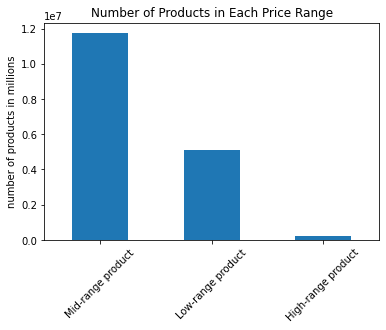 Number of Products in Each Price Range
1e7
number of products in millions
1.2
1.0
0.8
0.6
0.4
0.2
0.0
Mid-range product
Low-range product
High-range product